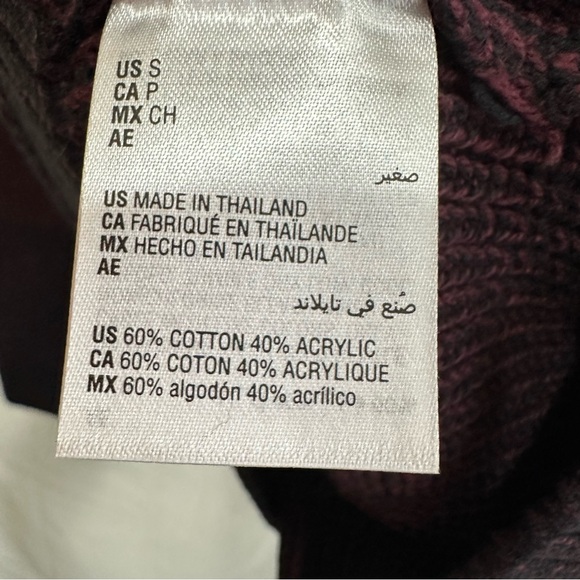 US S
CA P
MX CH
AE
صغير
US MADE IN THAILAND
CA FABRIQUÉ EN THAÏLANDE
MX HECHO EN TAILANDIA
AE
صُنع في تايلاند
US 60% COTTON 40% ACRYLIC
CA 60% COTON 40% ACRYLIQUE
MX 60% algodón 40% acrílico